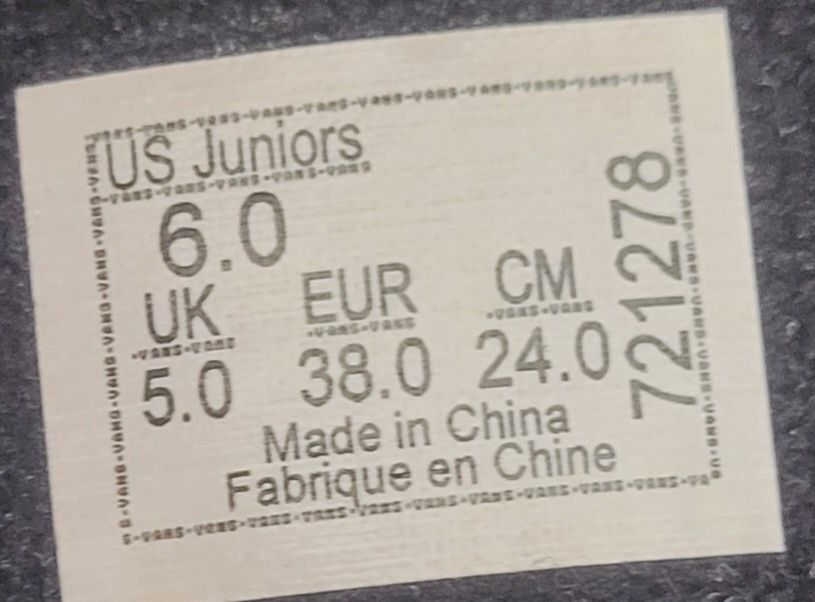 US Juniors
6.0
UK EUR CM
5.0 38.0 24.0
Made in China
Fabrique en Chine
721278